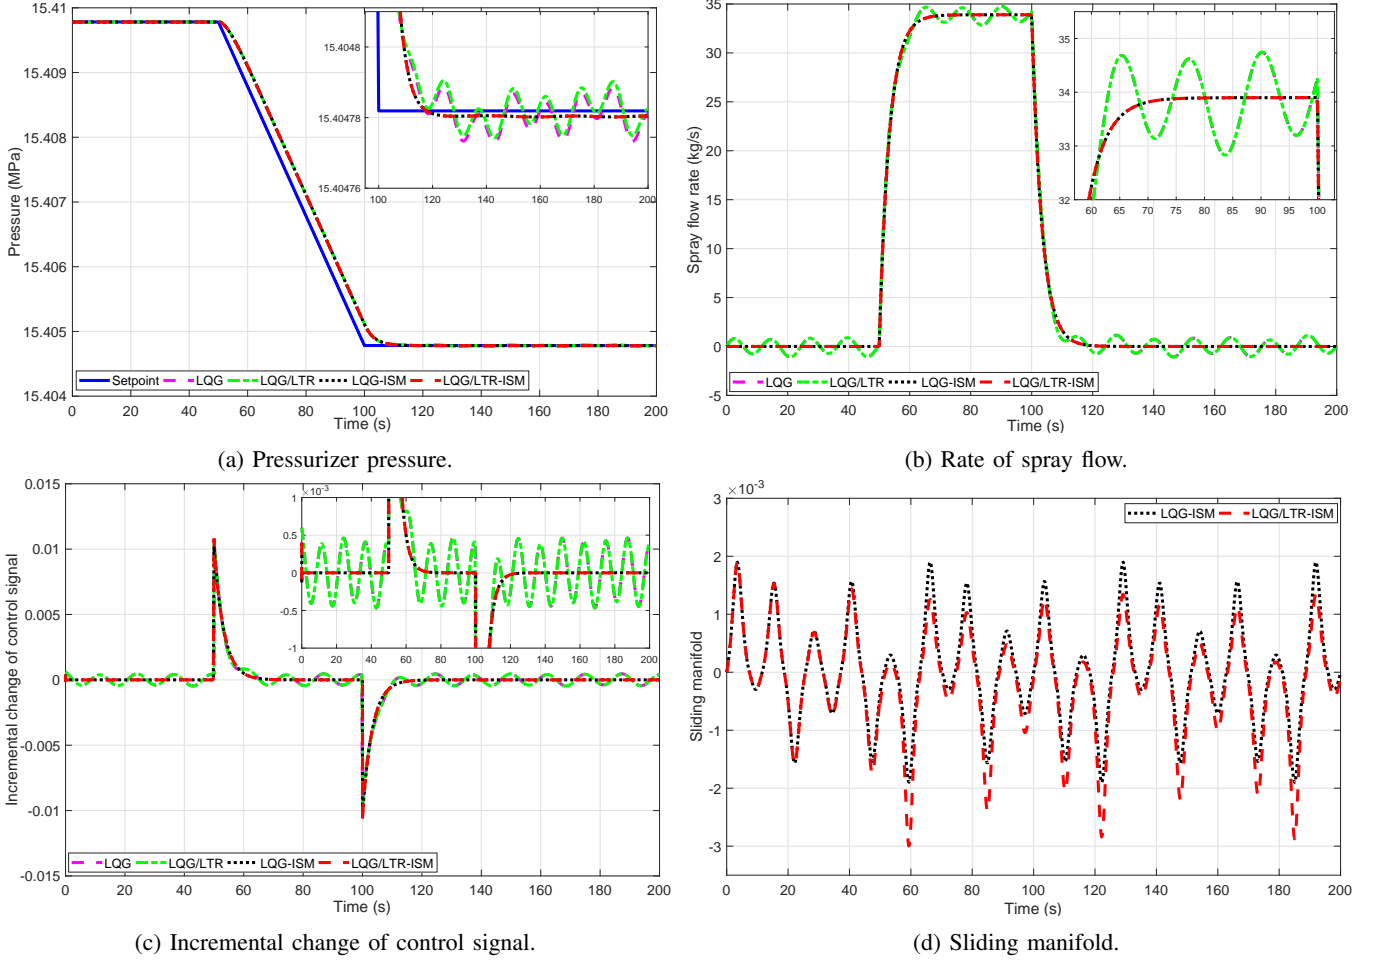 15.41
15.409
15.408
15.407
15.406
15.405
15.404
Pressure (MPa)
15.4048
15.40478
15.40476
100 120 140 160 180 200
Setpoint LQG LQG/LTR LQG-ISM LQG/LTR-ISM
0 20 40 60 80 100 120 140 160 180 200
Time (s)
(a) Pressurizer pressure.
35
30
25
20
15
10
5
0
-5
Spray flow rate (kg/s)
35
34
33
32
60 65 70 75 80 85 90 95 100
LQG LQG/LTR LQG-ISM LQG/LTR-ISM
0 20 40 60 80 100 120 140 160 180 200
Time (s)
(b) Rate of spray flow.
0.015
0.01
0.005
0
-0.005
-0.01
-0.015
Incremental change of control signal
×10-3
1
0.5
0
-0.5
-1
0 20 40 60 80 100 120 140 160 180 200
LQG LQG/LTR LQG-ISM LQG/LTR-ISM
0 20 40 60 80 100 120 140 160 180 200
Time (s)
(c) Incremental change of control signal.
×10-3
3
2
1
0
-1
-2
-3
Sliding manifold
LQG-ISM LQG/LTR-ISM
0 20 40 60 80 100 120 140 160 180 200
Time (s)
(d) Sliding manifold.